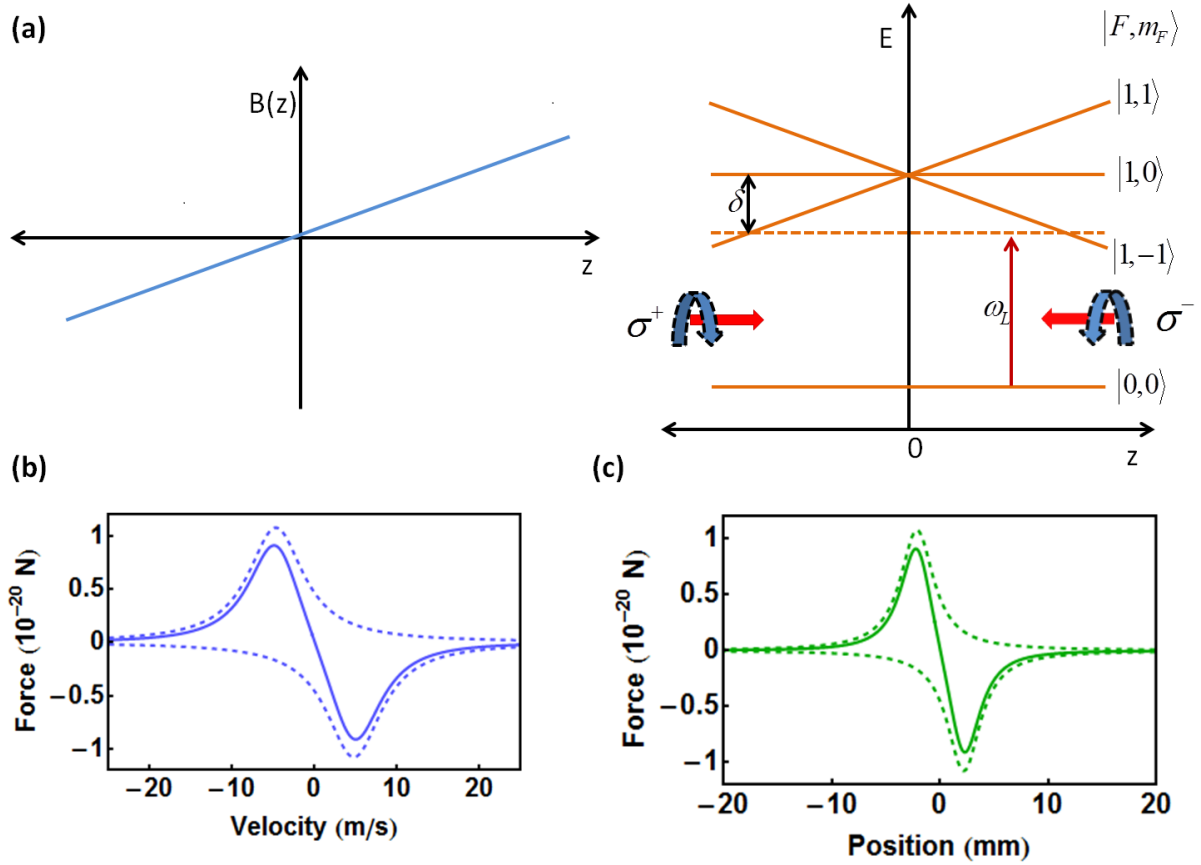 (a)
B(z)
z
E
|F,m_F⟩
|1,1⟩
|1,0⟩
δ
|1,−1⟩
σ⁺
ω_L
σ⁻
|0,0⟩
0
z
(b)
Force (10⁻²⁰ N)
1
0.5
0
−0.5
−1
−20 −10 0 10 20
Velocity (m/s)
(c)
Force (10⁻²⁰ N)
1
0.5
0
−0.5
−1
−20 −10 0 10 20
Position (mm)